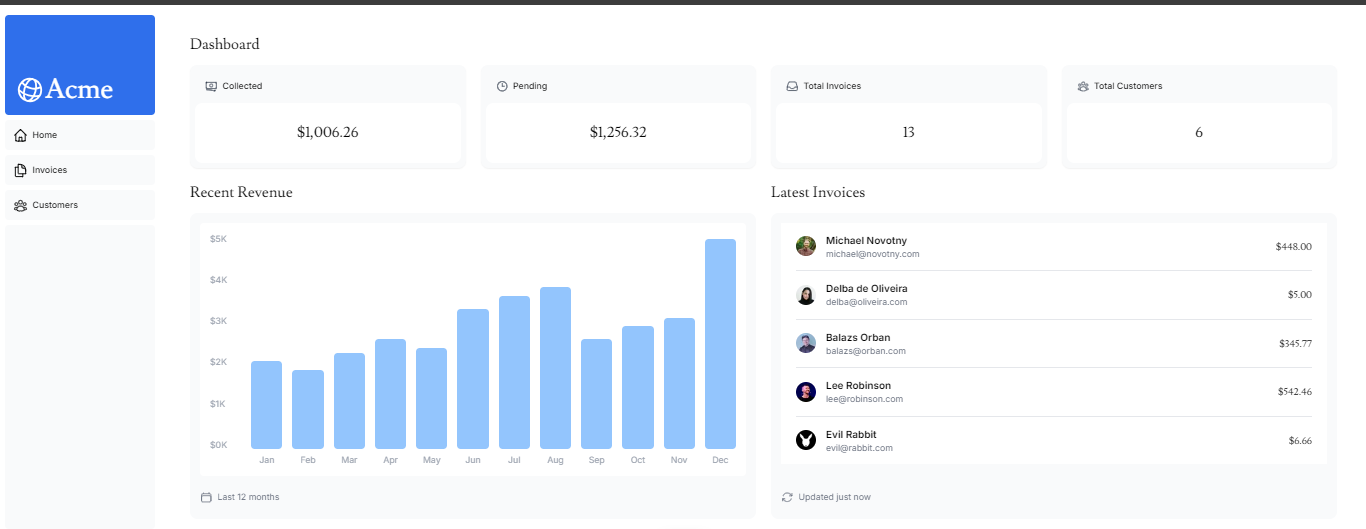 Acme
Home
Invoices
Customers
Dashboard
Collected
$1,006.26
Pending
$1,256.32
Total Invoices
13
Total Customers
6
Recent Revenue
$5K
$4K
$3K
$2K
$1K
$0K
Jan Feb Mar Apr May Jun Jul Aug Sep Oct Nov Dec
Last 12 months
Latest Invoices
Michael Novotny
michael@novotny.com
$448.00
Delba de Oliveira
delba@oliveira.com
$5.00
Balazs Orban
balazs@orban.com
$345.77
Lee Robinson
lee@robinson.com
$542.46
Evil Rabbit
evil@rabbit.com
$6.66
Updated just now